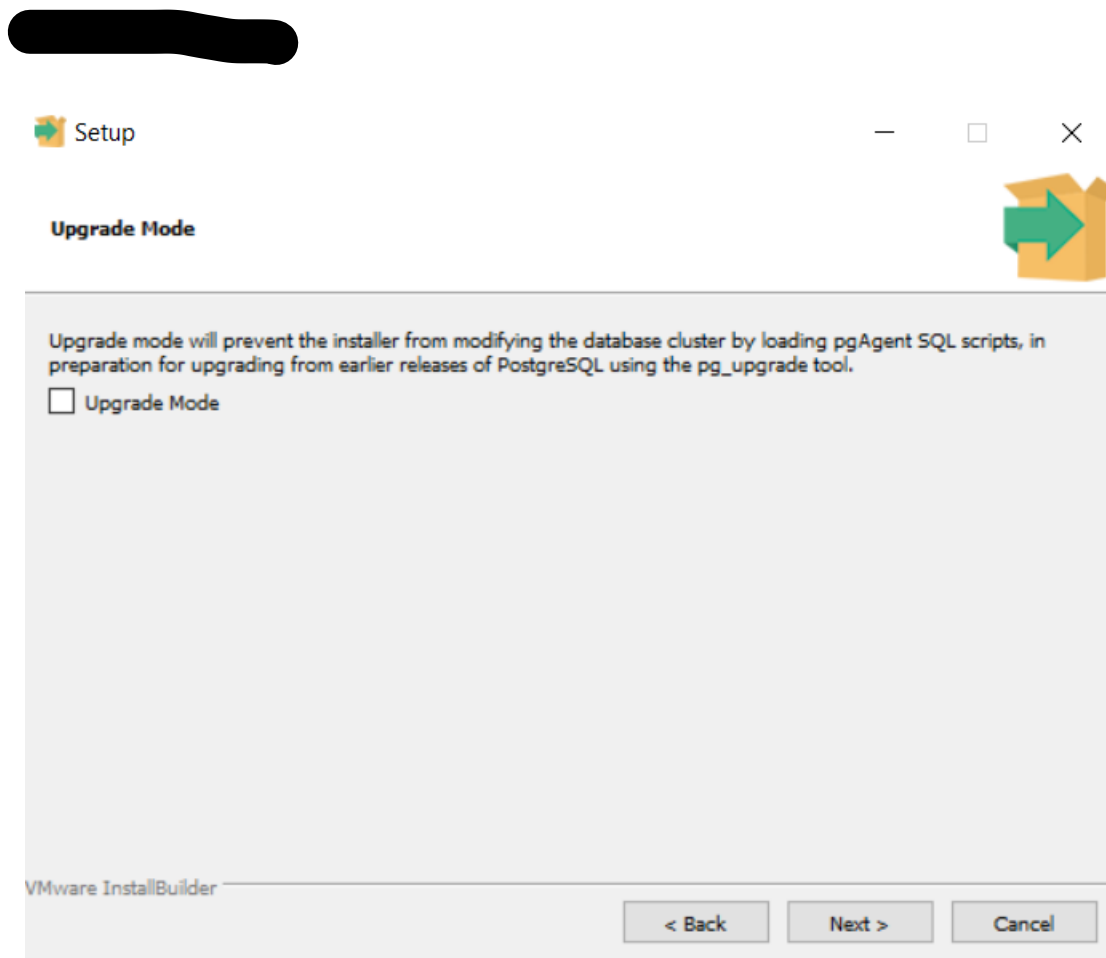 Setup
Upgrade Mode
Upgrade mode will prevent the installer from modifying the database cluster by loading pgAgent SQL scripts, in
preparation for upgrading from earlier releases of PostgreSQL using the pg_upgrade tool.
Upgrade Mode
VMware InstallBuilder
< Back Next > Cancel